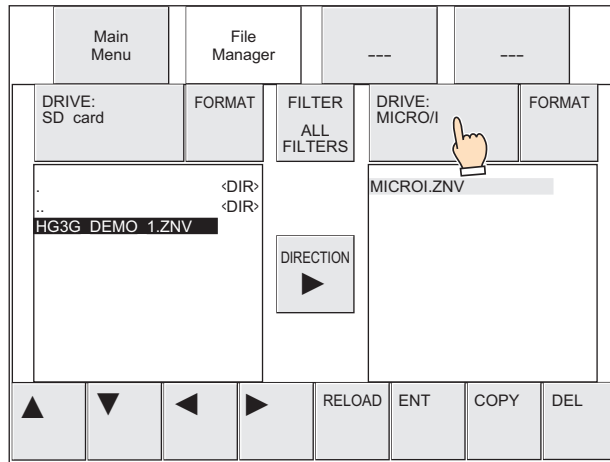 Main
Menu
File
Manager
---
---
DRIVE:
SD card
FORMAT
FILTER
ALL
FILTERS
DRIVE:
MICRO/I
FORMAT
. <DIR>
.. <DIR>
HG3G DEMO 1.ZNV
DIRECTION
▶
MICROI.ZNV
▲
▼
◀
▶
RELOAD
ENT
COPY
DEL